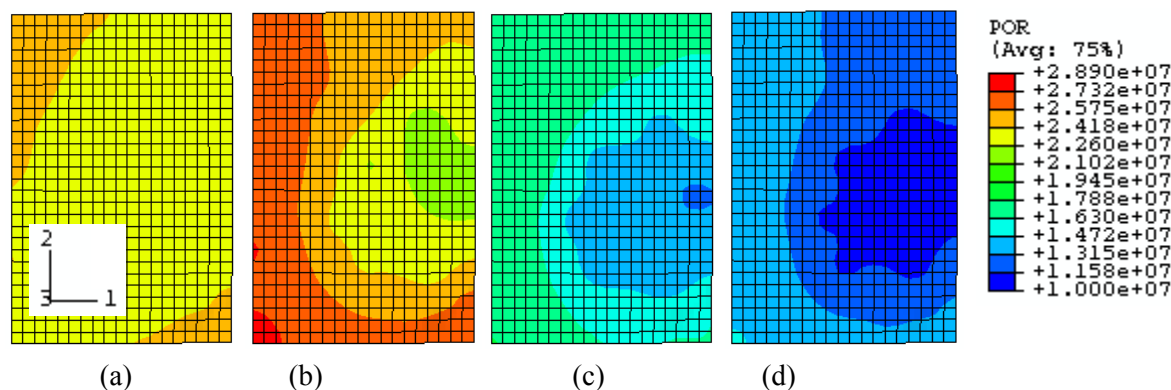 POR
(Avg: 75%)
+2.890e+07
+2.732e+07
+2.575e+07
+2.418e+07
+2.260e+07
+2.102e+07
+1.945e+07
+1.788e+07
+1.630e+07
+1.472e+07
+1.315e+07
+1.158e+07
+1.000e+07
2
3 1
(a) (b) (c) (d)